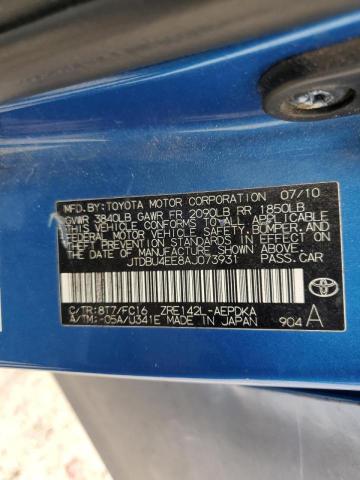 MFD.BY:TOYOTA MOTOR CORPORATION 07/10
GVWR 3840LB GAWR FR 2090LB RR 1850LB
THIS VEHICLE CONFORMS TO ALL APPLICABLE
FEDERAL MOTOR VEHICLE SAFETY,BUMPER,AND
THEFT PREVENTION STANDARDS IN EFFECT ON
THE DATE OF MANUFACTURE SHOWN ABOVE.
JTDBU4EE8AJ073931 PASS.CAR
C/TR:8T7/FC16 ZRE142L-AEPDKA
A/TM:-05A/U341E MADE IN JAPAN 904 A
TOYOTA